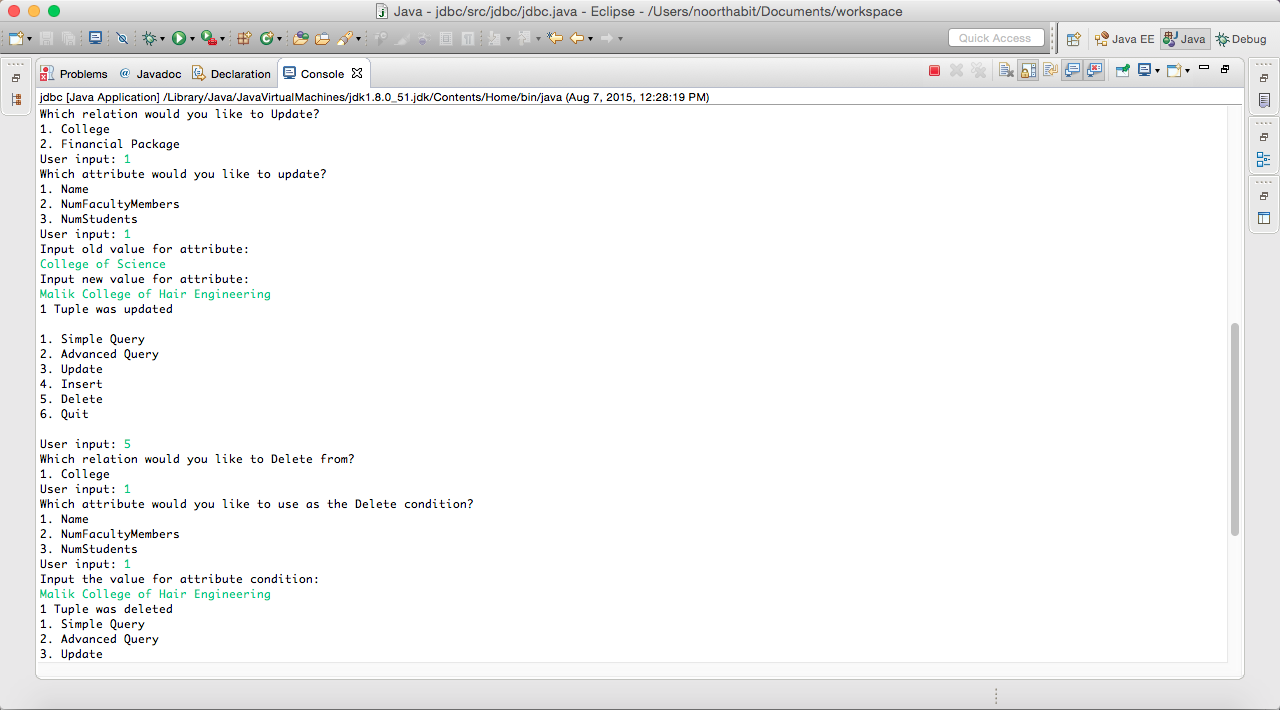 Java - jdbc/src/jdbc/jdbc.java - Eclipse - /Users/noorthabit/Documents/workspace
Quick Access
Java EE
Java
Debug
Problems
@ Javadoc
Declaration
Console
jdbc [Java Application] /Library/Java/JavaVirtualMachines/jdk1.8.0_51.jdk/Contents/Home/bin/java (Aug 7, 2015, 12:28:19 PM)
Which relation would you like to Update?
1. College
2. Financial Package
User input: 1
Which attribute would you like to update?
1. Name
2. NumFacultyMembers
3. NumStudents
User input: 1
Input old value for attribute:
College of Science
Input new value for attribute:
Malik College of Hair Engineering
1 Tuple was updated
1. Simple Query
2. Advanced Query
3. Update
4. Insert
5. Delete
6. Quit
User input: 5
Which relation would you like to Delete from?
1. College
User input: 1
Which attribute would you like to use as the Delete condition?
1. Name
2. NumFacultyMembers
3. NumStudents
User input: 1
Input the value for attribute condition:
Malik College of Hair Engineering
1 Tuple was deleted
1. Simple Query
2. Advanced Query
3. Update